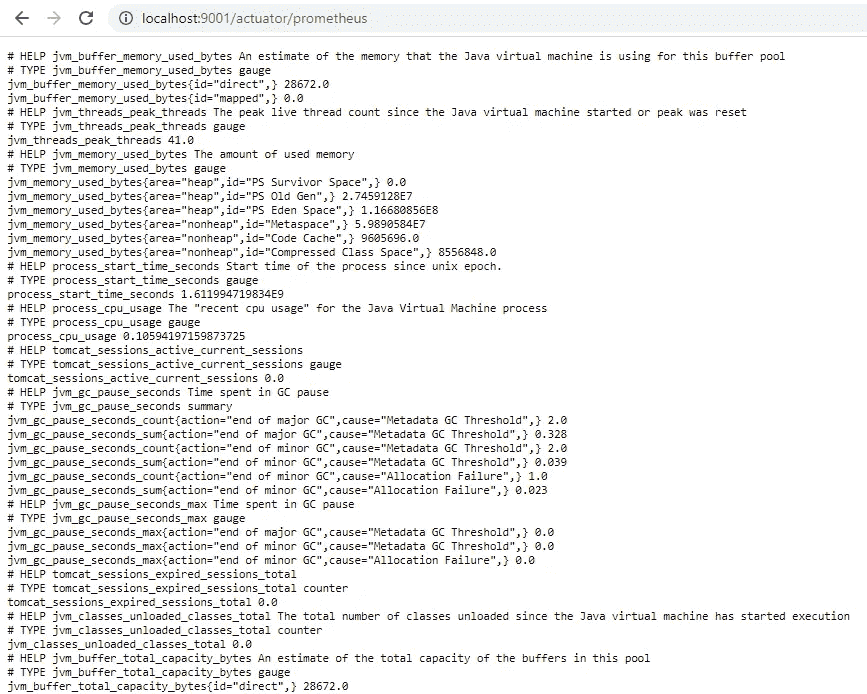 localhost:9001/actuator/prometheus
# HELP jvm_buffer_memory_used_bytes An estimate of the memory that the Java virtual machine is using for this buffer pool
# TYPE jvm_buffer_memory_used_bytes gauge
jvm_buffer_memory_used_bytes{id="direct",} 28672.0
jvm_buffer_memory_used_bytes{id="mapped",} 0.0
# HELP jvm_threads_peak_threads The peak live thread count since the Java virtual machine started or peak was reset
# TYPE jvm_threads_peak_threads gauge
jvm_threads_peak_threads 41.0
# HELP jvm_memory_used_bytes The amount of used memory
# TYPE jvm_memory_used_bytes gauge
jvm_memory_used_bytes{area="heap",id="PS Survivor Space",} 0.0
jvm_memory_used_bytes{area="heap",id="PS Old Gen",} 2.7459128E7
jvm_memory_used_bytes{area="heap",id="PS Eden Space",} 1.16680856E8
jvm_memory_used_bytes{area="nonheap",id="Metaspace",} 5.9890584E7
jvm_memory_used_bytes{area="nonheap",id="Code Cache",} 9605696.0
jvm_memory_used_bytes{area="nonheap",id="Compressed Class Space",} 8556848.0
# HELP process_start_time_seconds Start time of the process since unix epoch.
# TYPE process_start_time_seconds gauge
process_start_time_seconds 1.611994719834E9
# HELP process_cpu_usage The "recent cpu usage" for the Java Virtual Machine process
# TYPE process_cpu_usage gauge
process_cpu_usage 0.10594197159873725
# HELP tomcat_sessions_active_current_sessions
# TYPE tomcat_sessions_active_current_sessions gauge
tomcat_sessions_active_current_sessions 0.0
# HELP jvm_gc_pause_seconds Time spent in GC pause
# TYPE jvm_gc_pause_seconds summary
jvm_gc_pause_seconds_count{action="end of major GC",cause="Metadata GC Threshold",} 2.0
jvm_gc_pause_seconds_sum{action="end of major GC",cause="Metadata GC Threshold",} 0.328
jvm_gc_pause_seconds_count{action="end of minor GC",cause="Metadata GC Threshold",} 2.0
jvm_gc_pause_seconds_sum{action="end of minor GC",cause="Metadata GC Threshold",} 0.039
jvm_gc_pause_seconds_count{action="end of minor GC",cause="Allocation Failure",} 1.0
jvm_gc_pause_seconds_sum{action="end of minor GC",cause="Allocation Failure",} 0.023
# HELP jvm_gc_pause_seconds_max Time spent in GC pause
# TYPE jvm_gc_pause_seconds_max gauge
jvm_gc_pause_seconds_max{action="end of major GC",cause="Metadata GC Threshold",} 0.0
jvm_gc_pause_seconds_max{action="end of minor GC",cause="Metadata GC Threshold",} 0.0
jvm_gc_pause_seconds_max{action="end of minor GC",cause="Allocation Failure",} 0.0
# HELP tomcat_sessions_expired_sessions_total
# TYPE tomcat_sessions_expired_sessions_total counter
tomcat_sessions_expired_sessions_total 0.0
# HELP jvm_classes_unloaded_classes_total The total number of classes unloaded since the Java virtual machine has started execution
# TYPE jvm_classes_unloaded_classes_total counter
jvm_classes_unloaded_classes_total 0.0
# HELP jvm_buffer_total_capacity_bytes An estimate of the total capacity of the buffers in this pool
# TYPE jvm_buffer_total_capacity_bytes gauge
jvm_buffer_total_capacity_bytes{id="direct",} 28672.0